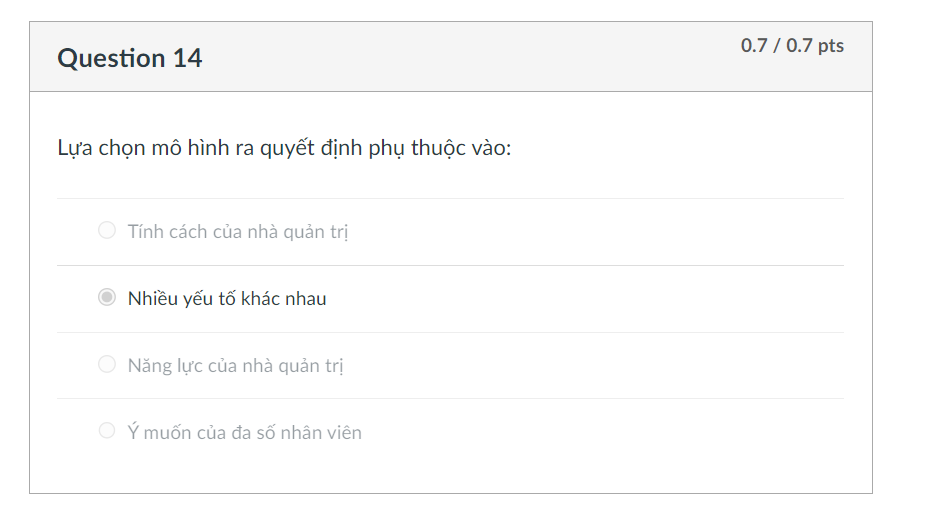 Question 14
0.7 / 0.7 pts
Lựa chọn mô hình ra quyết định phụ thuộc vào:
Tính cách của nhà quản trị
Nhiều yếu tố khác nhau
Năng lực của nhà quản trị
Ý muốn của đa số nhân viên